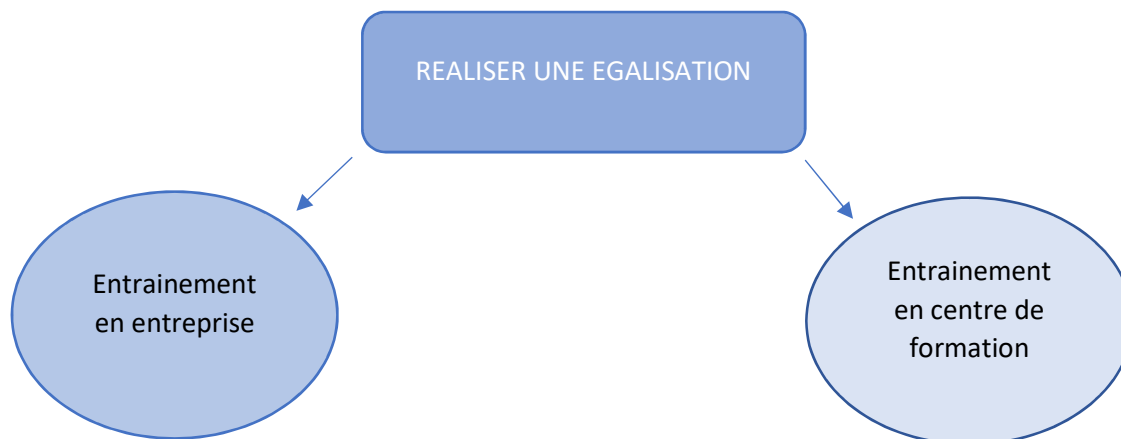 REALISER UNE EGALISATION
Entrainement
en entreprise
Entrainement
en centre de
formation